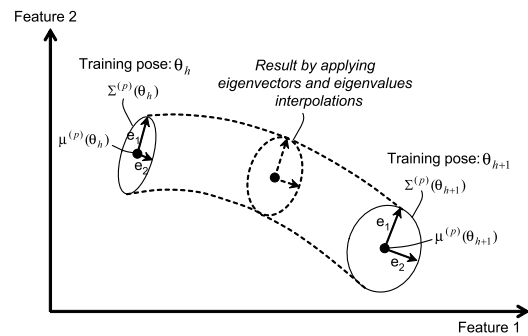 Feature 2
Training pose: θh
Σ(p)(θh)
μ(p)(θh)
e1
e2
Result by applying
eigenvectors and eigenvalues
interpolations
Training pose: θh+1
Σ(p)(θh+1)
e1
μ(p)(θh+1)
e2
Feature 1